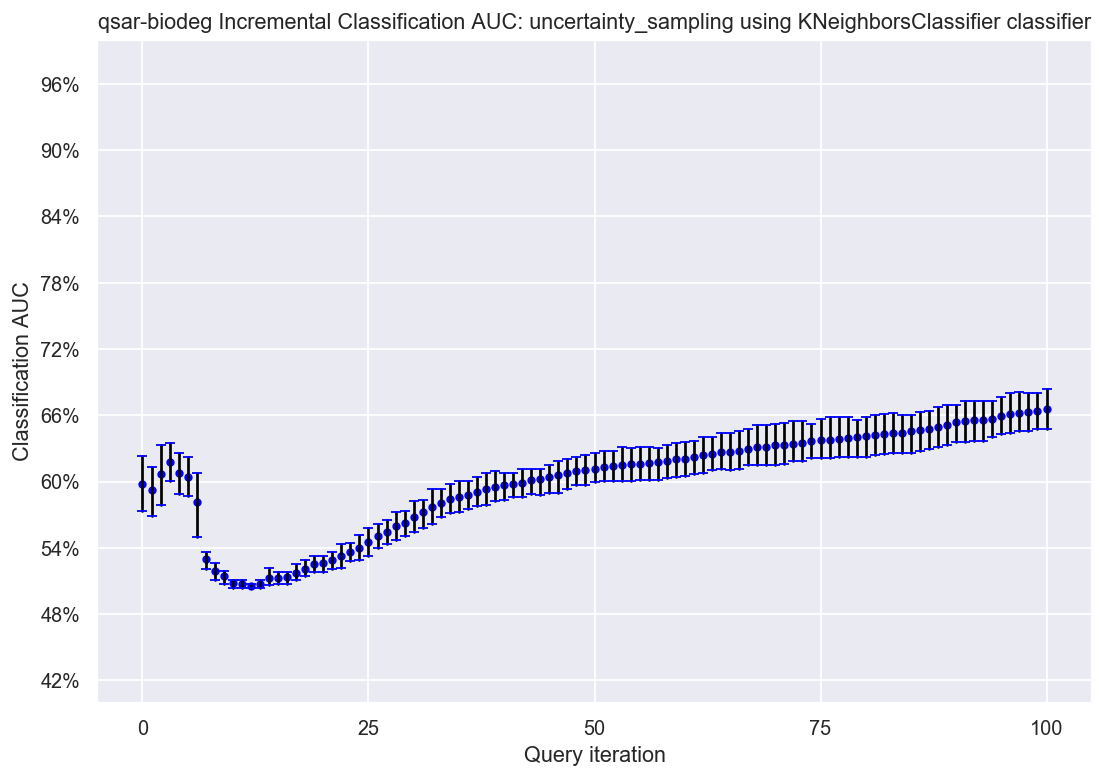 qsar-biodeg Incremental Classification AUC: uncertainty_sampling using KNeighborsClassifier classifier
96%
90%
84%
78%
72%
66%
60%
54%
48%
42%
Classification AUC
0 25 50 75 100
Query iteration